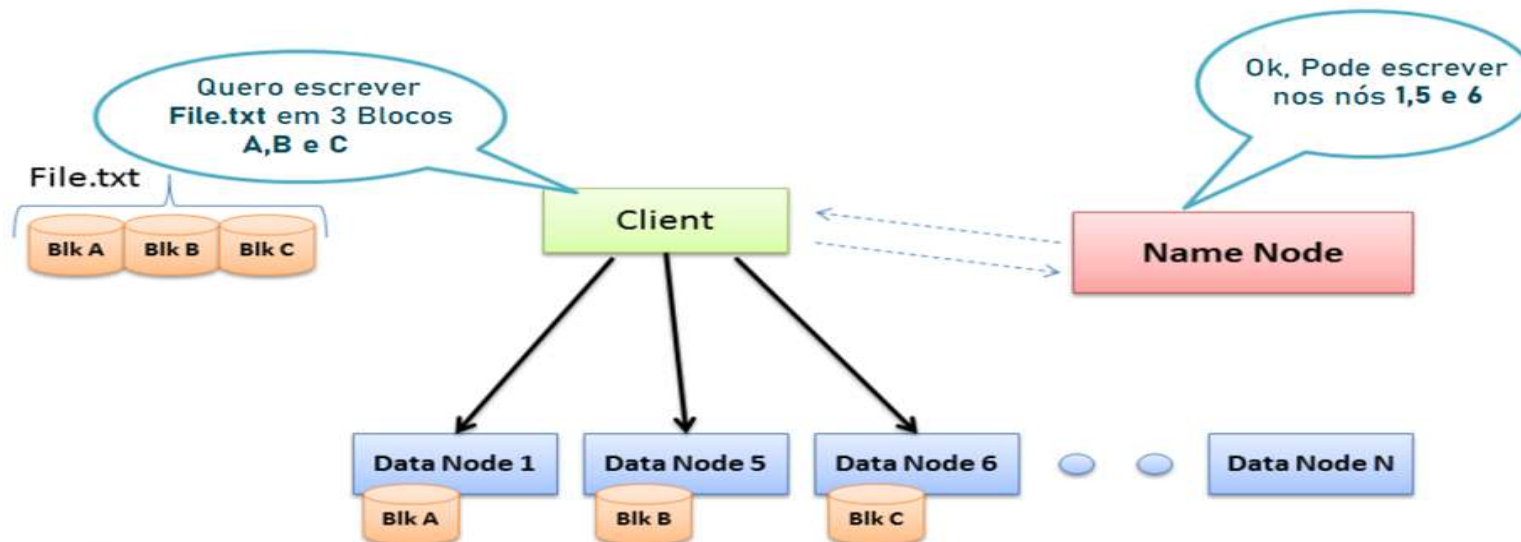 Quero escrever
File.txt em 3 Blocos
A,B e C
Ok, Pode escrever
nos nós 1,5 e 6
File.txt
Blk A
Blk B
Blk C
Client
Name Node
Data Node 1
Data Node 5
Data Node 6
Data Node N
Blk A
Blk B
Blk C